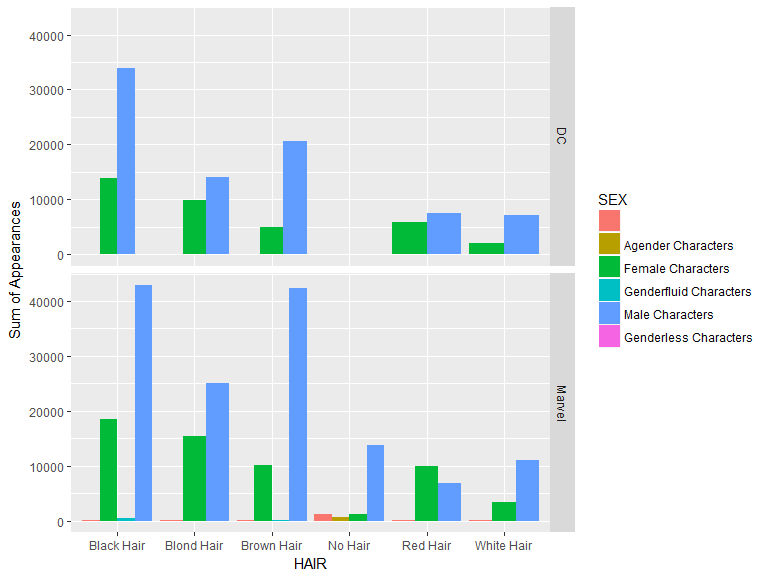 Sum of Appearances
40000
30000
20000
10000
0
DC
40000
30000
20000
10000
0
Marvel
Black Hair
Blond Hair
Brown Hair
No Hair
Red Hair
White Hair
HAIR
SEX
Agender Characters
Female Characters
Genderfluid Characters
Male Characters
Genderless Characters